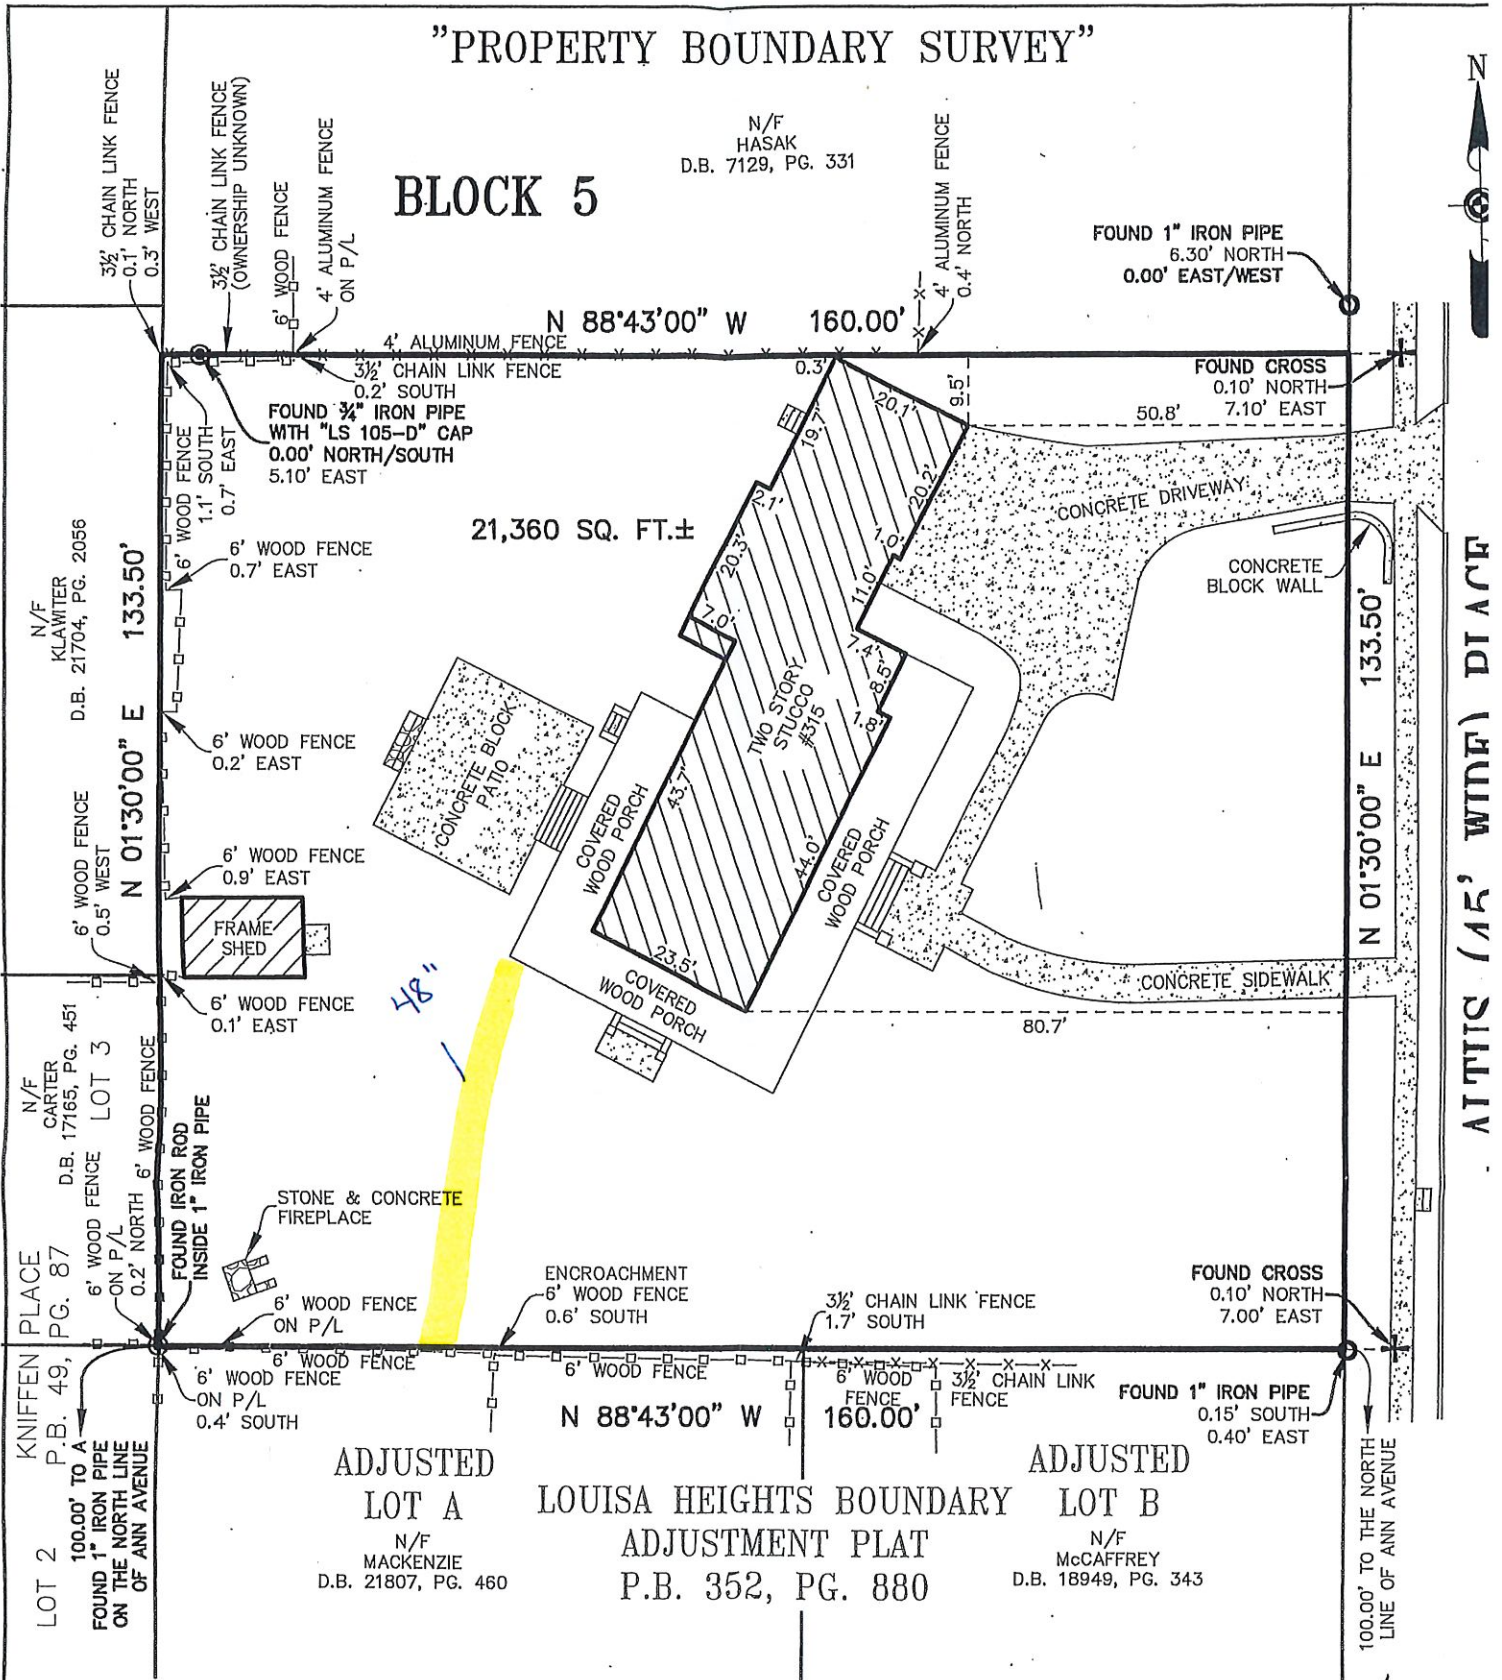 "PROPERTY BOUNDARY SURVEY"
N
3½' CHAIN LINK FENCE
0.1' NORTH
0.3' WEST
3½' CHAIN LINK FENCE
(OWNERSHIP UNKNOWN)
6' WOOD FENCE
4' ALUMINUM FENCE
ON P/L
BLOCK 5
N/F
HASAK
D.B. 7129, PG. 331
4' ALUMINUM FENCE
0.4' NORTH
FOUND 1" IRON PIPE
6.30' NORTH
0.00' EAST/WEST
N 88°43'00" W 160.00'
4' ALUMINUM FENCE
3½' CHAIN LINK FENCE
0.2' SOUTH
FOUND ¾" IRON PIPE
WTH "LS 105-D" CAP
0.00' NORTH/SOUTH
5.10' EAST
6' WOOD FENCE
1.1' SOUTH
0.7' EAST
0.3'
20.1'
9.5'
19.7'
50.8'
FOUND CROSS
0.10' NORTH
7.10' EAST
2.1'
20.2'
CONCRETE DRIVEWAY
21,360 SQ. FT.±
20.3'
1.0'
11.0'
CONCRETE
BLOCK WALL
N/F
KLAWITER
D.B. 21704, PG. 2056
N 01°30'00" E 133.50'
6' WOOD FENCE
0.7' EAST
7.0'
7.4'
8.5'
1.8'
TWO STORY
STUCCO
#315
N 01°30'00" E 133.50'
ALTUS (45' WIDE) PLACE
6' WOOD FENCE
0.2' EAST
CONCRETE BLOCK
PATIO
43.7'
COVERED
WOOD PORCH
44.0'
COVERED
WOOD PORCH
6' WOOD FENCE
0.5' WEST
6' WOOD FENCE
0.9' EAST
FRAME
SHED
23.5'
COVERED
WOOD PORCH
CONCRETE SIDEWALK
80.7'
6' WOOD FENCE
0.1' EAST
48"
N/F
CARTER
D.B. 17165, PG. 451
LOT 3
6' WOOD FENCE
6' WOOD FENCE
ON P/L
0.2' NORTH
FOUND IRON ROD
INSIDE 1" IRON PIPE
STONE & CONCRETE
FIREPLACE
KNIFFEN PLACE
P.B. 49, PG. 87
6' WOOD FENCE
ON P/L
ENCROACHMENT
6' WOOD FENCE
0.6' SOUTH
3½' CHAIN LINK FENCE
1.7' SOUTH
FOUND CROSS
0.10' NORTH
7.00' EAST
6' WOOD FENCE
6' WOOD FENCE
ON P/L
0.4' SOUTH
6' WOOD FENCE
6' WOOD
FENCE
3½' CHAIN LINK
FENCE
FOUND 1" IRON PIPE
0.15' SOUTH
0.40' EAST
N 88°43'00" W 160.00'
LOT 2
100.00' TO A
FOUND 1" IRON PIPE
ON THE NORTH LINE
OF ANN AVENUE
ADJUSTED
LOT A
N/F
MACKENZIE
D.B. 21807, PG. 460
LOUISA HEIGHTS BOUNDARY
ADJUSTMENT PLAT
P.B. 352, PG. 880
ADJUSTED
LOT B
N/F
McCAFFREY
D.B. 18949, PG. 343
100.00' TO THE NORTH
LINE OF ANN AVENUE